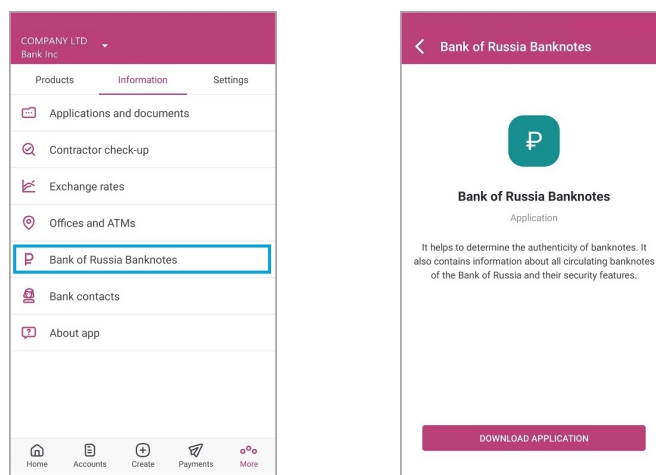 COMPANY LTD
Bank Inc
Products Information Settings
Applications and documents
Contractor check-up
Exchange rates
Offices and ATMs
Bank of Russia Banknotes
Bank contacts
About app
Home Accounts Create Payments More
Bank of Russia Banknotes
₽
Bank of Russia Banknotes
Application
It helps to determine the authenticity of banknotes. It
also contains information about all circulating banknotes
of the Bank of Russia and their security features.
DOWNLOAD APPLICATION